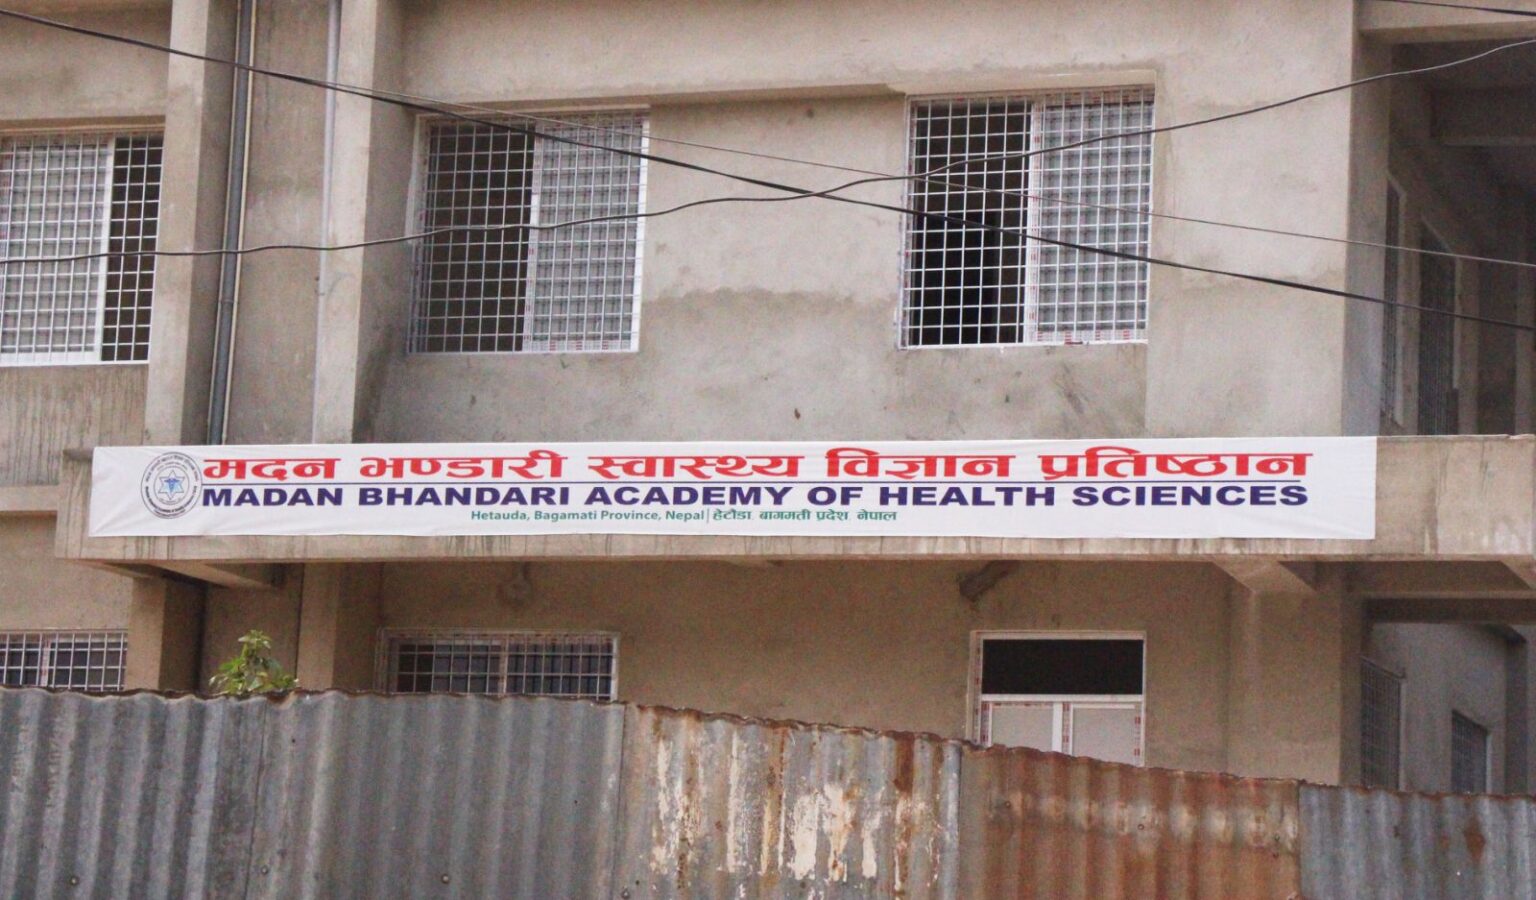 मदन भण्डारी स्वास्थ्य विज्ञान प्रतिष्ठान
MADAN BHANDARI ACADEMY OF HEALTH SCIENCES
Hetauda, Bagamati Province, Nepal | हेटौडा, बागमती प्रदेश, नेपाल